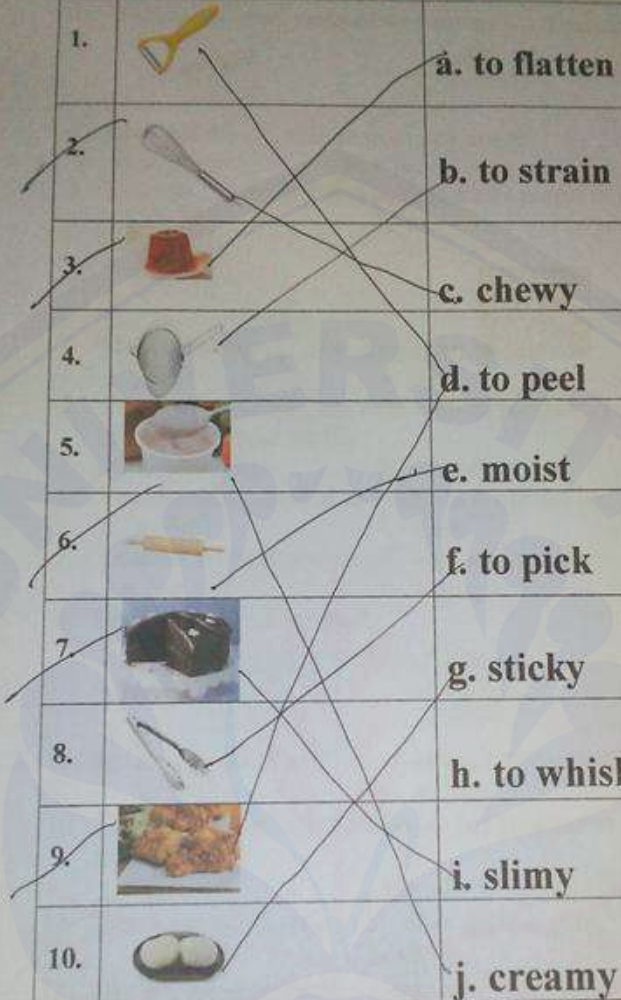 1.
a. to flatten
2.
b. to strain
3.
c. chewy
4.
d. to peel
5.
e. moist
6.
f. to pick
7.
g. sticky
8.
h. to whisk
9.
i. slimy
10.
j. creamy